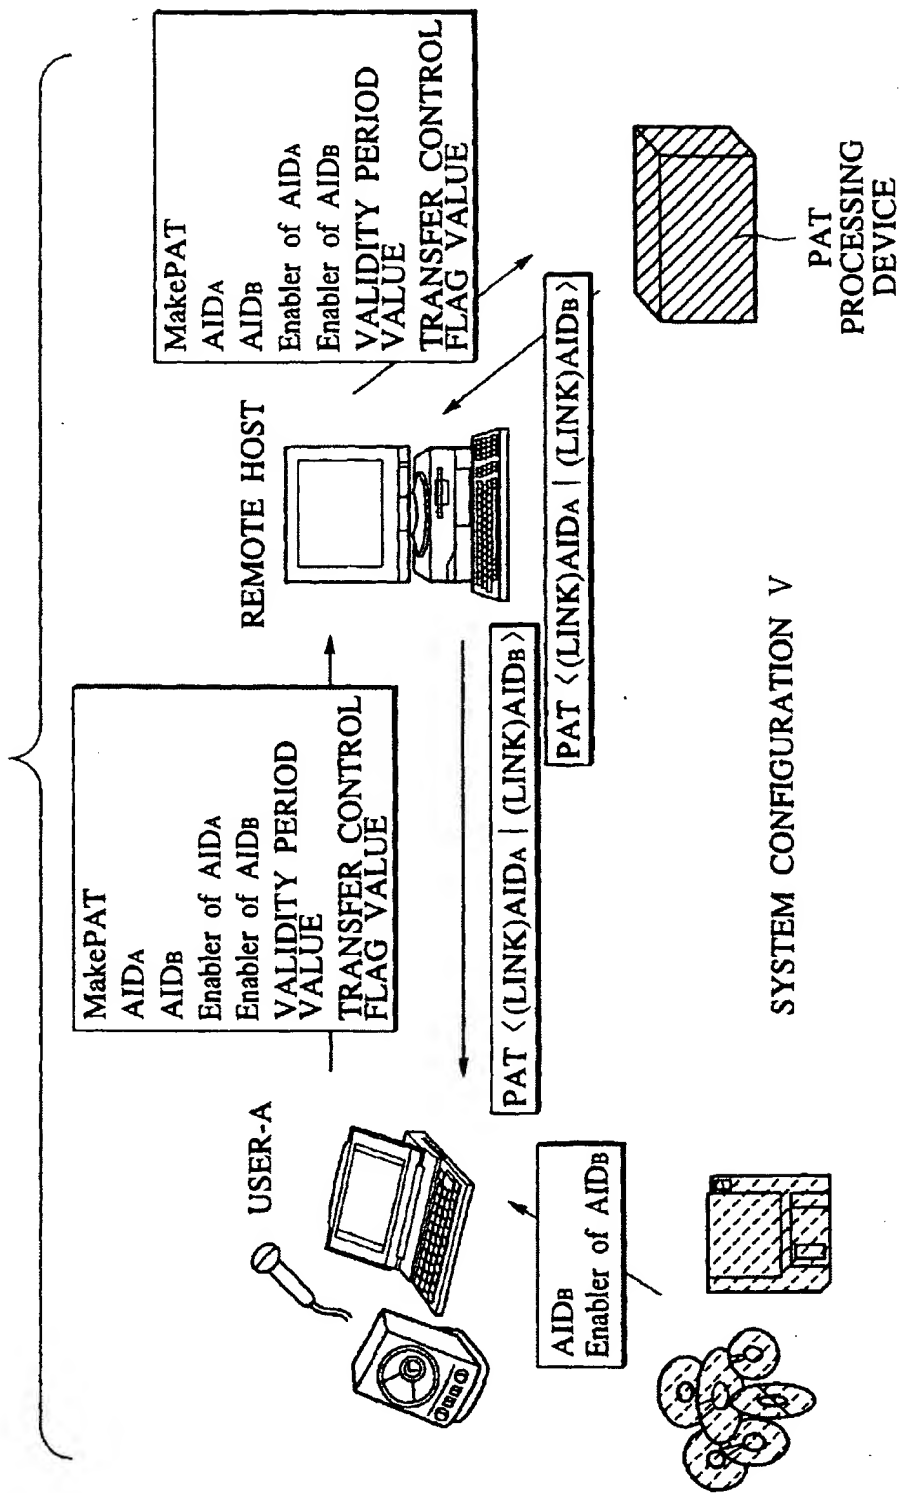 USER-A
MakePAT
AIDA
AIDB
Enabler of AIDA
Enabler of AIDB
VALIDITY PERIOD
VALUE
TRANSFER CONTROL
FLAG VALUE
REMOTE HOST
MakePAT
AIDA
AIDB
Enabler of AIDA
Enabler of AIDB
VALIDITY PERIOD
VALUE
TRANSFER CONTROL
FLAG VALUE
PAT <(LINK)AIDA | (LINK)AIDB>
PAT <(LINK)AIDA | (LINK)AIDB>
AIDB
Enabler of AIDB
PAT
PROCESSING
DEVICE
SYSTEM CONFIGURATION V